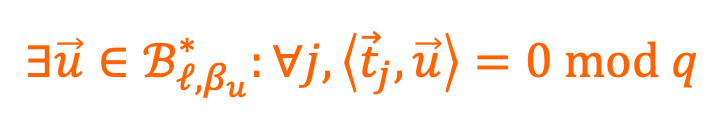 ∃u⃗ ∈ ℬ*_{ℓ,β_u}: ∀j, ⟨t⃗_j, u⃗⟩ = 0 mod q